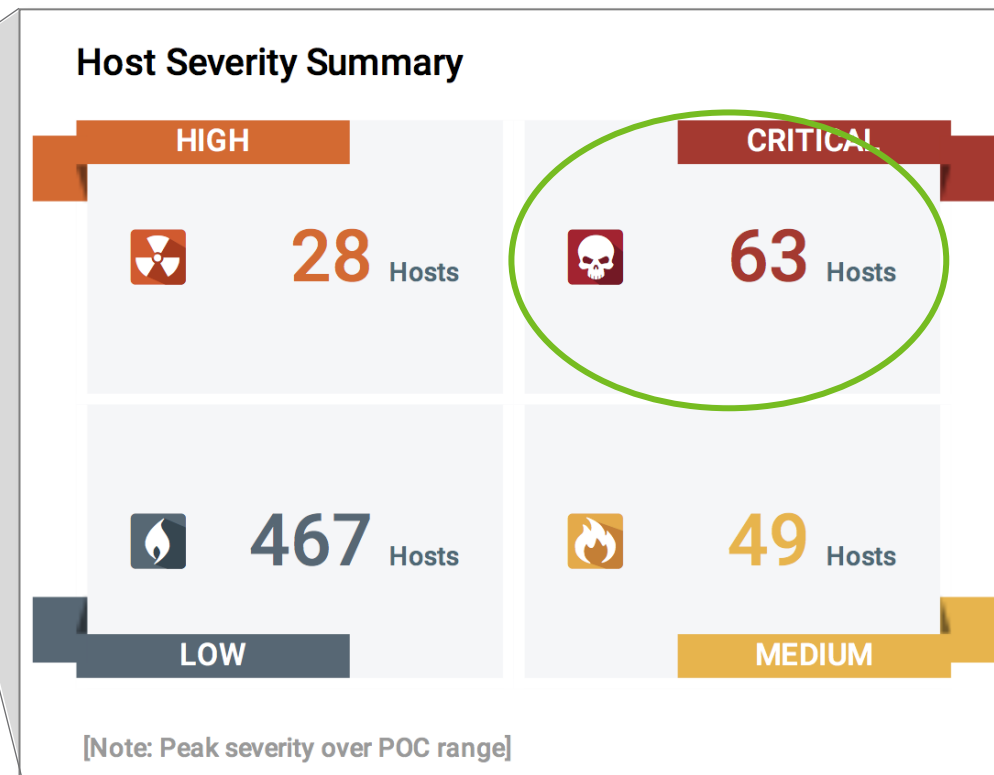 Host Severity Summary
HIGH
CRITICAL
28 Hosts
63 Hosts
467 Hosts
49 Hosts
LOW
MEDIUM
[Note: Peak severity over POC range]